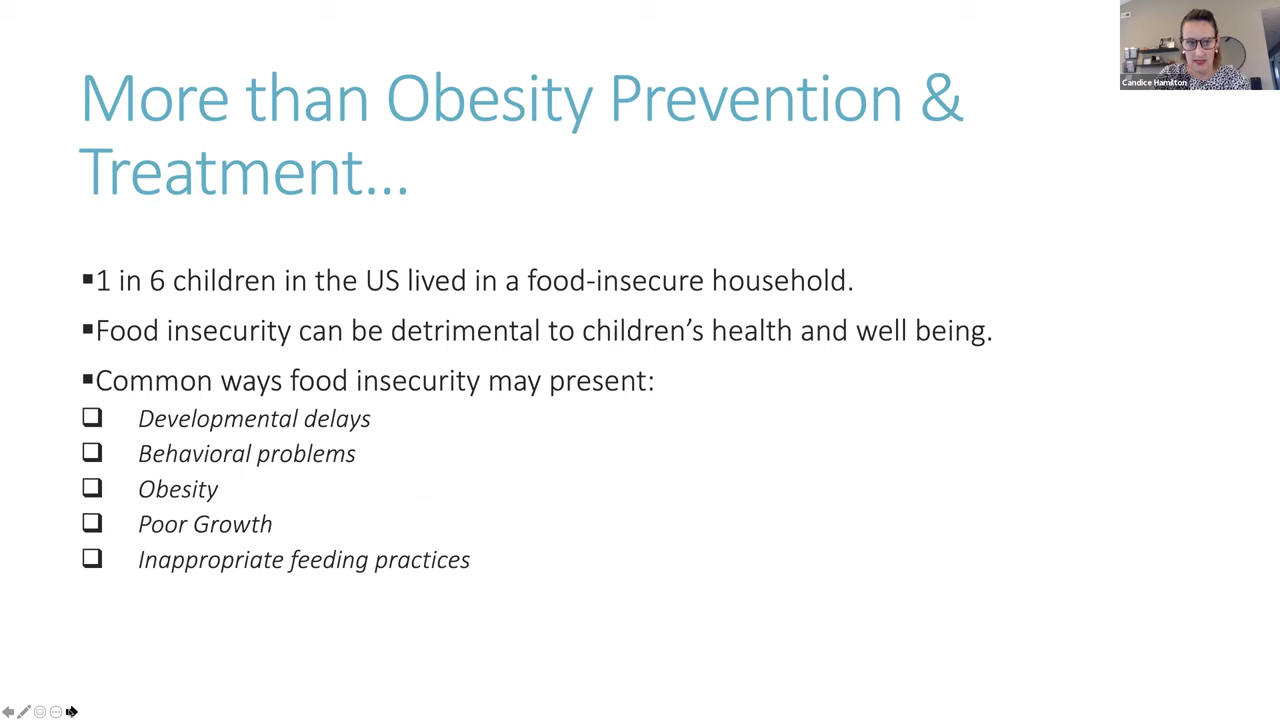 Candice Hamilton
More than Obesity Prevention &
Treatment...
▪1 in 6 children in the US lived in a food-insecure household.
▪Food insecurity can be detrimental to children’s health and well being.
▪Common ways food insecurity may present:
❑ Developmental delays
❑ Behavioral problems
❑ Obesity
❑ Poor Growth
❑ Inappropriate feeding practices